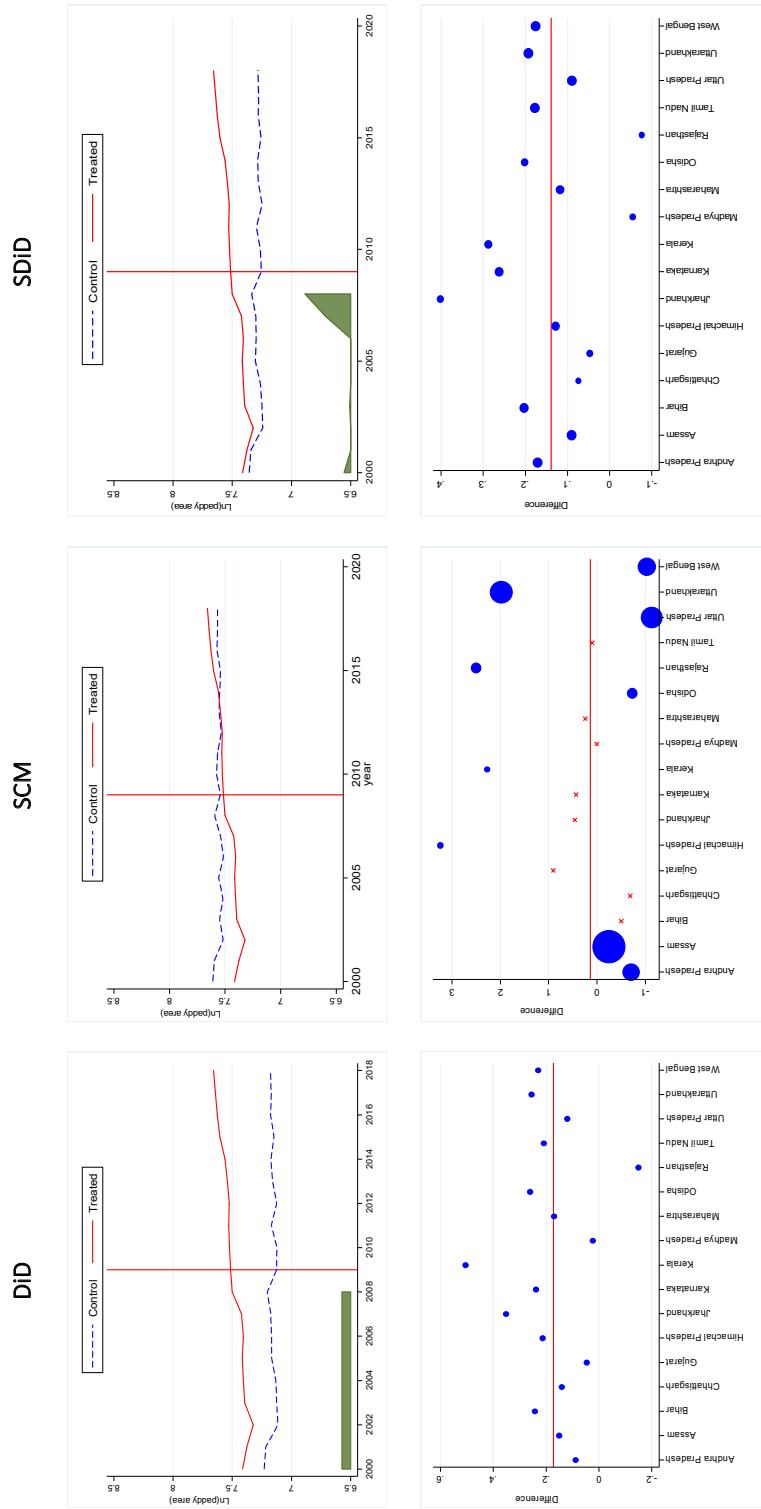 DiD
SCM
SDiD
Control
Treated
8.5
8
7.5
7
6.5
Ln(paddy area)
2000
2002
2004
2006
2008
2010
2012
2014
2016
2018
Control
Treated
8.5
8
7.5
7
6.5
Ln(paddy area)
2000
2005
2010
2015
2020
year
Control
Treated
8.5
8
7.5
7
6.5
Ln(paddy area)
2000
2005
2010
2015
2020
.6
.4
.2
0
-.2
Difference
Andhra Pradesh
Assam
Bihar
Chhattisgarh
Gujarat
Himachal Pradesh
Jharkhand
Karnataka
Kerala
Madhya Pradesh
Maharashtra
Odisha
Rajasthan
Tamil Nadu
Uttar Pradesh
Uttarakhand
West Bengal
3
2
1
0
-1
Difference
Andhra Pradesh
Assam
Bihar
Chhattisgarh
Gujarat
Himachal Pradesh
Jharkhand
Karnataka
Kerala
Madhya Pradesh
Maharashtra
Odisha
Rajasthan
Tamil Nadu
Uttar Pradesh
Uttarakhand
West Bengal
.4
.3
.2
.1
0
-.1
Difference
Andhra Pradesh
Assam
Bihar
Chhattisgarh
Gujarat
Himachal Pradesh
Jharkhand
Karnataka
Kerala
Madhya Pradesh
Maharashtra
Odisha
Rajasthan
Tamil Nadu
Uttar Pradesh
Uttarakhand
West Bengal